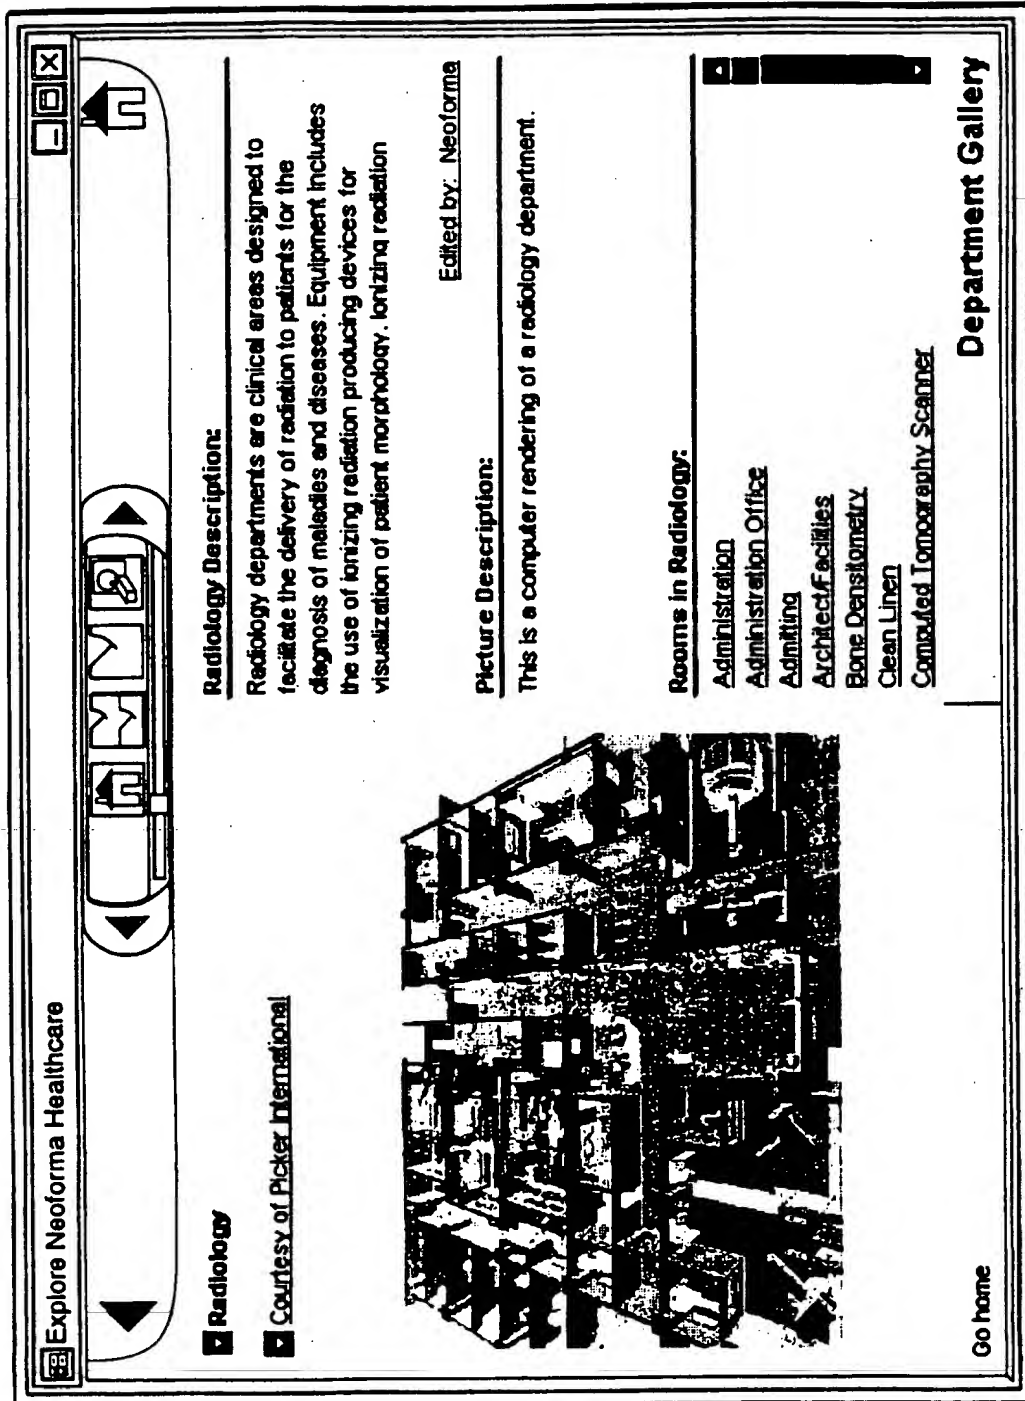 Explore Neoforma Healthcare
Radiology
Courtesy of Picker International
Radiology Description:
Radiology departments are clinical areas designed to
facilitate the delivery of radiation to patients for the
diagnosis of maladies and diseases. Equipment includes
the use of ionizing radiation producing devices for
visualization of patient morphology. Ionizing radiation
Edited by: Neoforma
Picture Description:
This is a computer rendering of a radiology department.
Rooms in Radiology:
Administration
Administration Office
Admitting
Architect/Facilities
Bone Densitometry
Clean Linen
Computed Tomography Scanner
Go home
Department Gallery